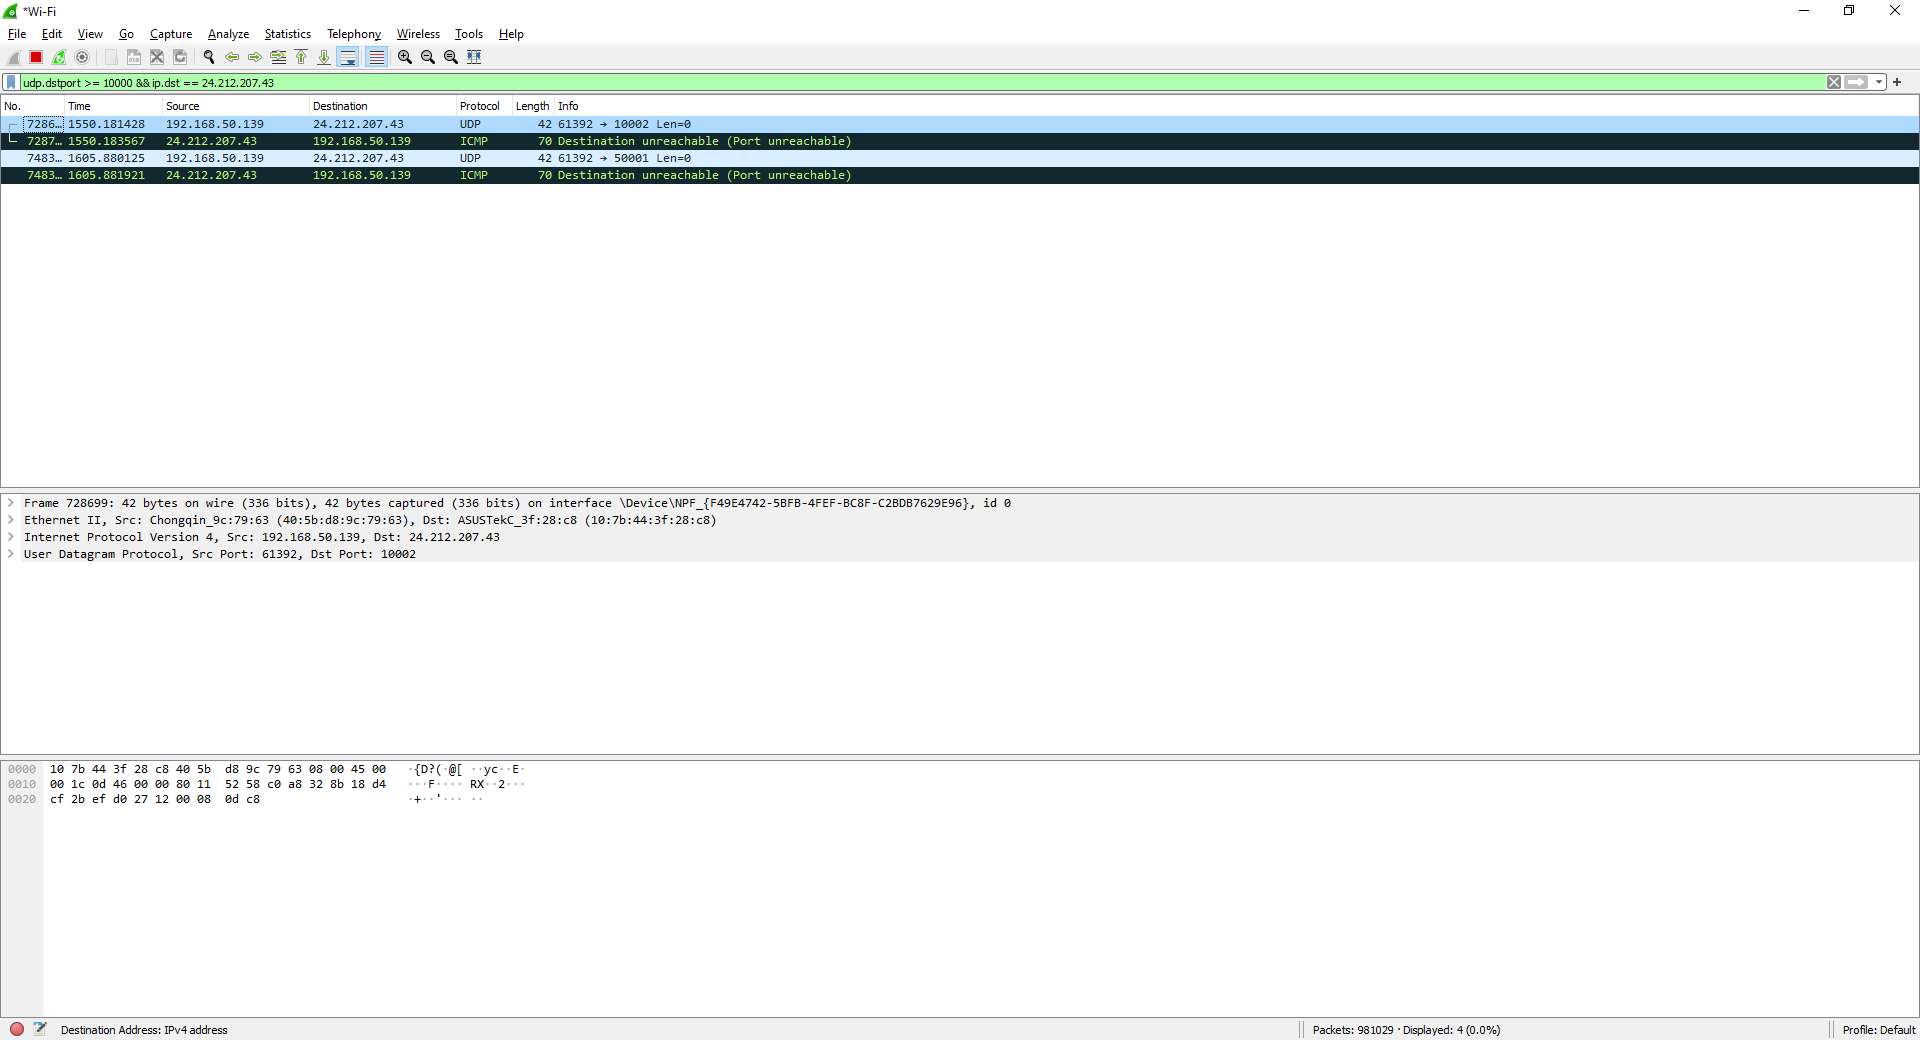 *Wi-Fi
File Edit View Go Capture Analyze Statistics Telephony Wireless Tools Help
udp.dstport >= 10000 && ip.dst == 24.212.207.43
No. Time Source Destination Protocol Length Info
7286… 1550.181428 192.168.50.139 24.212.207.43 UDP 42 61392 → 10002 Len=0
7287… 1550.183567 24.212.207.43 192.168.50.139 ICMP 70 Destination unreachable (Port unreachable)
7483… 1605.880125 192.168.50.139 24.212.207.43 UDP 42 61392 → 50001 Len=0
7483… 1605.881921 24.212.207.43 192.168.50.139 ICMP 70 Destination unreachable (Port unreachable)
Frame 728699: 42 bytes on wire (336 bits), 42 bytes captured (336 bits) on interface \Device\NPF_{F49E4742-5BFB-4FEF-BC8F-C2BDB7629E96}, id 0
Ethernet II, Src: Chongqin_9c:79:63 (40:5b:d8:9c:79:63), Dst: ASUSTekC_3f:28:c8 (10:7b:44:3f:28:c8)
Internet Protocol Version 4, Src: 192.168.50.139, Dst: 24.212.207.43
User Datagram Protocol, Src Port: 61392, Dst Port: 10002
0000 10 7b 44 3f 28 c8 40 5b d8 9c 79 63 08 00 45 00 ·{D?(·@[ ··yc··E·
0010 00 1c 0d 46 00 00 80 11 52 58 c0 a8 32 8b 18 d4 ···F···· RX··2···
0020 cf 2b ef d0 27 12 00 08 0d c8 ·+··'··· ··
Destination Address: IPv4 address
Packets: 981029 · Displayed: 4 (0.0%)
Profile: Default